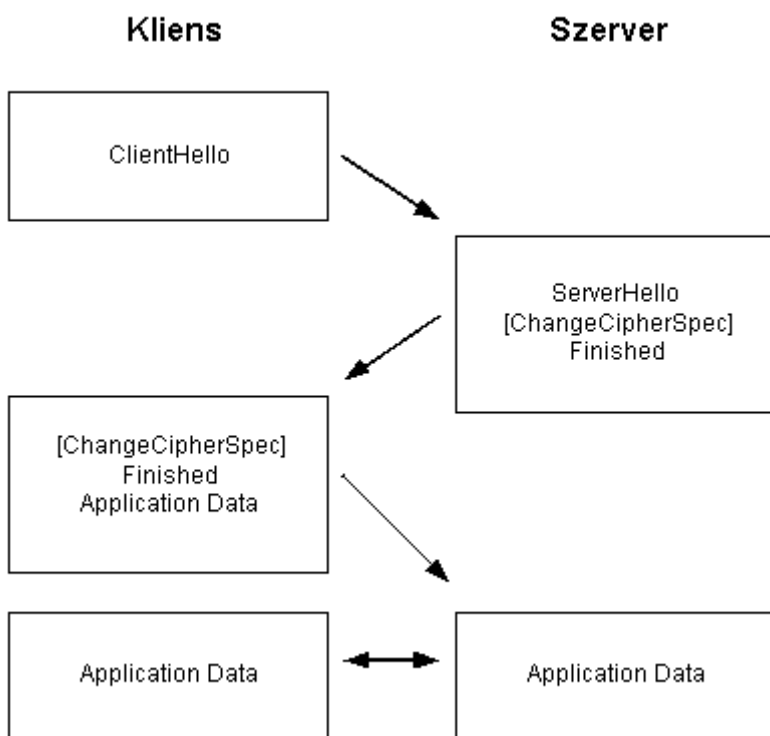 Kliens
Szerver
ClientHello
ServerHello
[ChangeCipherSpec]
Finished
[ChangeCipherSpec]
Finished
Application Data
Application Data
Application Data